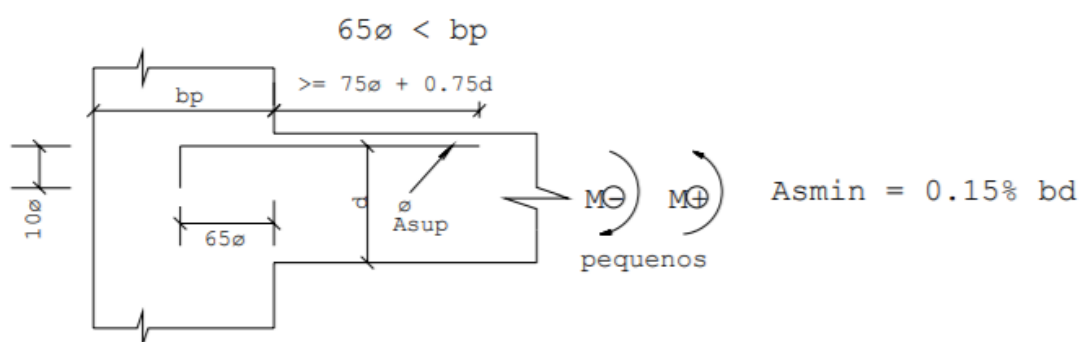 65ø < bp
>= 75ø + 0.75d
bp
10ø
65ø
d
ø
Asup
M⊖
M⊕
pequenos
Asmin = 0.15% bd